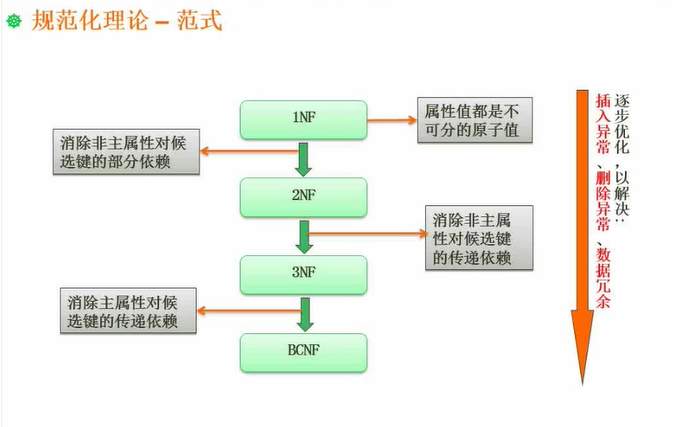 规范化理论 – 范式
1NF
属性值都是不
可分的原子值
消除非主属性对候
选键的部分依赖
2NF
消除非主属
性对候选键
的传递依赖
3NF
消除主属性对候
选键的传递依赖
BCNF
逐步优化,以解决:
插入异常、删除异常、数据冗余